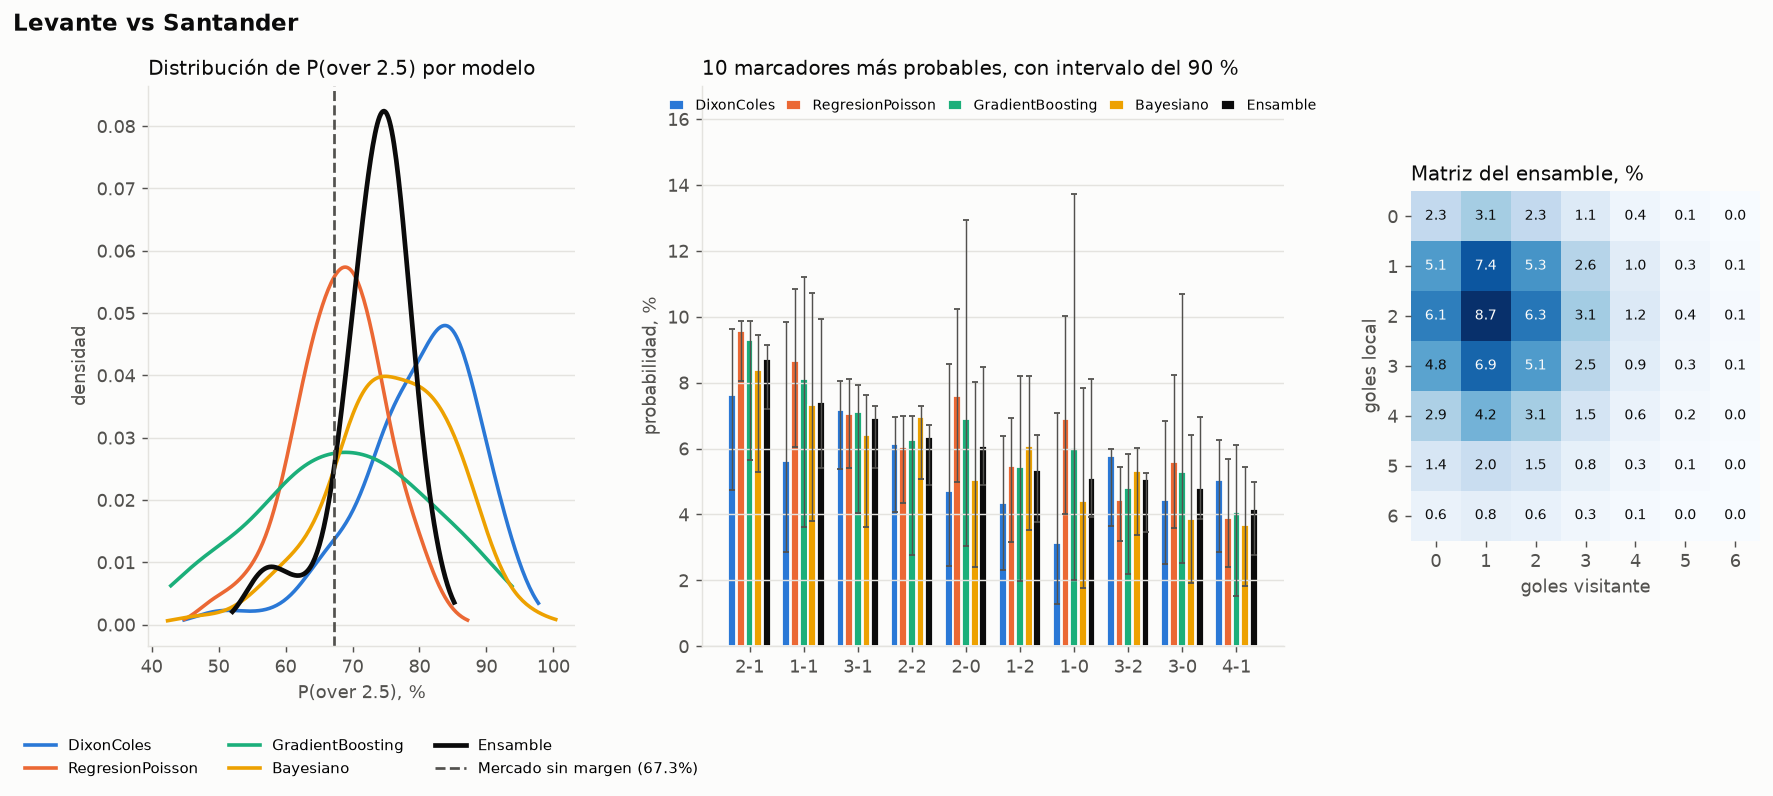 Levante vs Santander
Distribución de P(over 2.5) por modelo
densidad
0.08
0.07
0.06
0.05
0.04
0.03
0.02
0.01
0.00
40 50 60 70 80 90 100
P(over 2.5), %
DixonColes GradientBoosting Ensamble
RegresionPoisson Bayesiano Mercado sin margen (67.3%)
10 marcadores más probables, con intervalo del 90 %
DixonColes RegresionPoisson GradientBoosting Bayesiano Ensamble
probabilidad, %
16
14
12
10
8
6
4
2
0
2-1 1-1 3-1 2-2 2-0 1-2 1-0 3-2 3-0 4-1
Matriz del ensamble, %
goles local
0 2.3 3.1 2.3 1.1 0.4 0.1 0.0
1 5.1 7.4 5.3 2.6 1.0 0.3 0.1
2 6.1 8.7 6.3 3.1 1.2 0.4 0.1
3 4.8 6.9 5.1 2.5 0.9 0.3 0.1
4 2.9 4.2 3.1 1.5 0.6 0.2 0.0
5 1.4 2.0 1.5 0.8 0.3 0.1 0.0
6 0.6 0.8 0.6 0.3 0.1 0.0 0.0
0 1 2 3 4 5 6
goles visitante